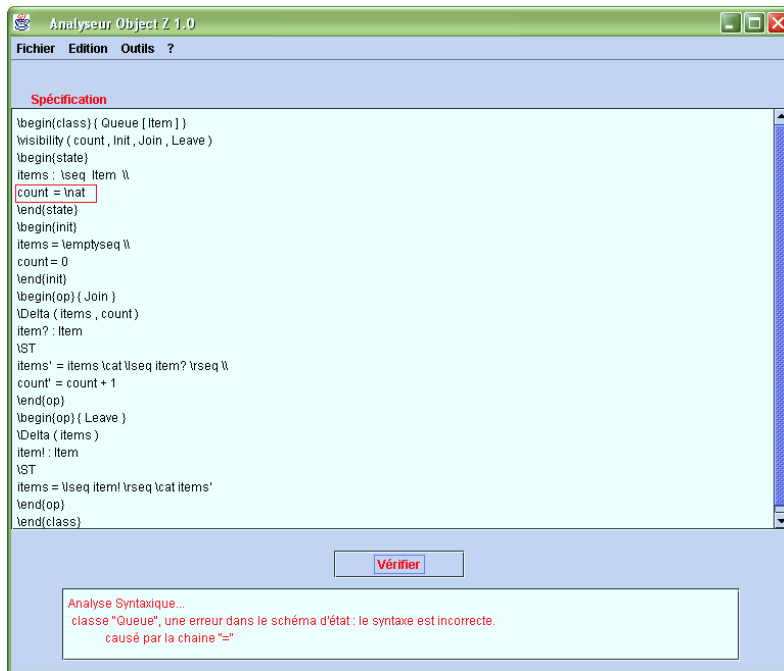 Analyseur Object Z 1.0
Fichier Edition Outils ?
Spécification
\begin{class} { Queue [ Item ] }
\visibility ( count , Init , Join , Leave )
\begin{state}
items : \seq Item \\
count = \nat
\end{state}
\begin{init}
items = \emptyseq \\
count = 0
\end{init}
\begin{op} { Join }
\Delta ( items , count )
item? : Item
\ST
items' = items \cat \lseq item? \rseq \\
count' = count + 1
\end{op}
\begin{op} { Leave }
\Delta ( items )
item! : Item
\ST
items = \lseq item! \rseq \cat items'
\end{op}
\end{class}
Vérifier
Analyse Syntaxique...
classe "Queue", une erreur dans le schéma d'état : le syntaxe est incorrecte.
causé par la chaine "="